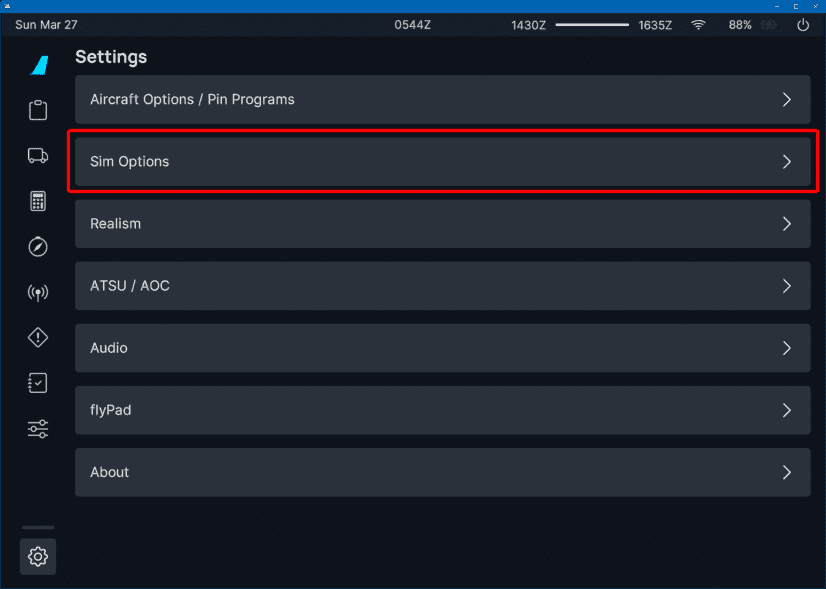 Sun Mar 27 0544Z 1430Z 1635Z 88%
Settings
Aircraft Options / Pin Programs
Sim Options
Realism
ATSU / AOC
Audio
flyPad
About